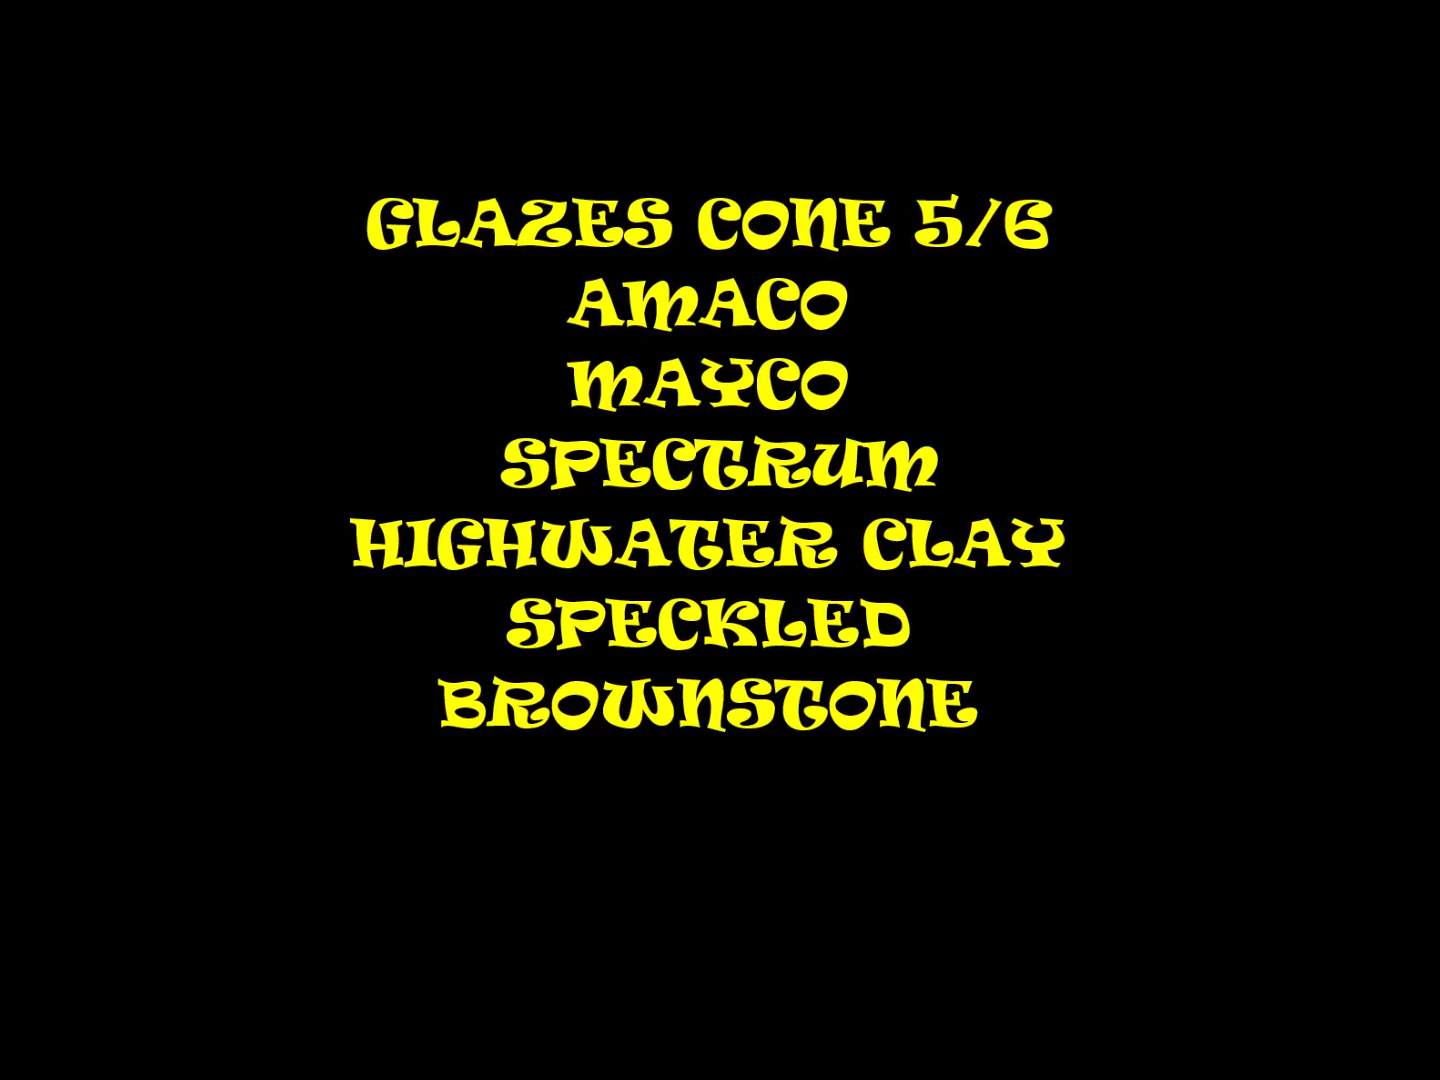 GLAZES CONE 5/6
AMACO
MAYCO
SPECTRUM
HIGHWATER CLAY
SPECKLED
BROWNSTONE